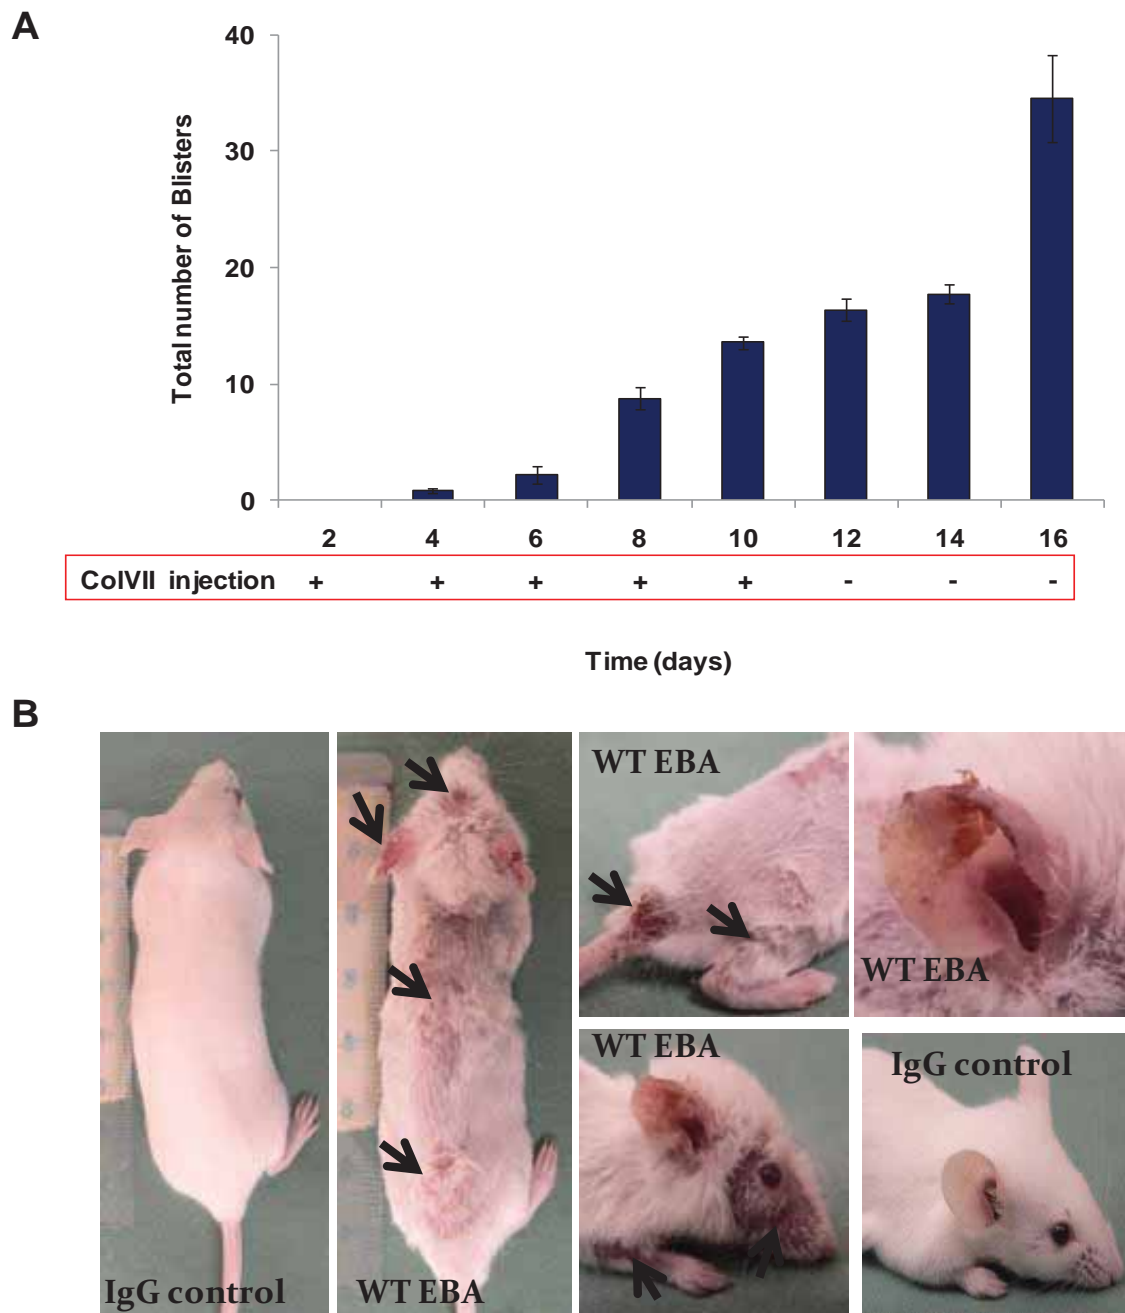 A
Total number of Blisters
40
30
20
10
0
2 4 6 8 10 12 14 16
ColVII injection + + + + + - - -
Time (days)
B
IgG control
WT EBA
WT EBA
WT EBA
WT EBA
IgG control